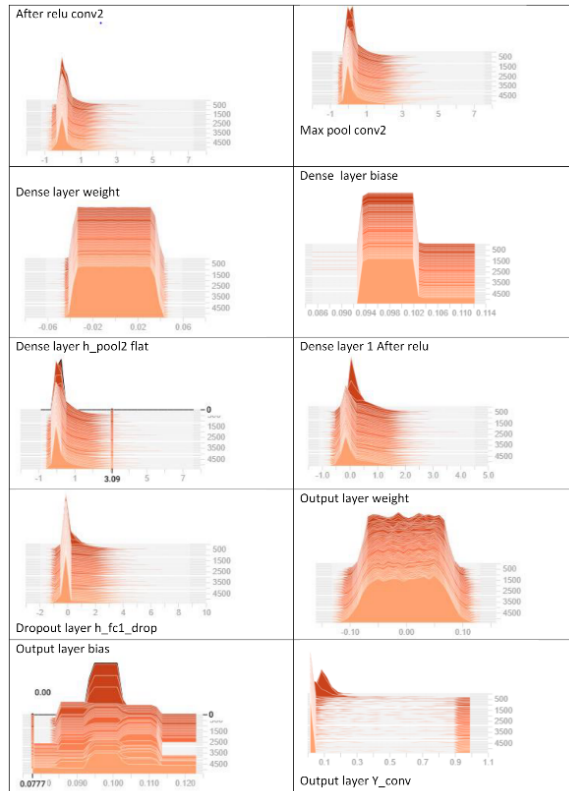 After relu conv2
500
1500
2500
3500
4500
-1 1 3 5 7
500
1500
2500
3500
4500
-1 1 3 5 7
Max pool conv2
Dense layer weight
500
1500
2500
3500
4500
-0.06 -0.02 0.02 0.06
Dense layer biase
500
1500
2500
3500
4500
0.086 0.090 0.094 0.098 0.102 0.106 0.110 0.114
Dense layer h_pool2 flat
0
1500
2500
3500
4500
-1 1 3.09 5 7
Dense layer 1 After relu
500
1500
2500
3500
4500
-1.0 0.0 1.0 2.0 3.0 4.0 5.0
500
1500
2500
3500
4500
-2 0 2 4 6 8 10
Dropout layer h_fc1_drop
Output layer weight
500
1500
2500
3500
4500
-0.10 0.00 0.10
Output layer bias
0.00
0
1500
2500
3500
4500
0.0777 0.090 0.100 0.110 0.120
500
1500
2500
3500
4500
0.1 0.3 0.5 0.7 0.9 1.1
Output layer Y_conv